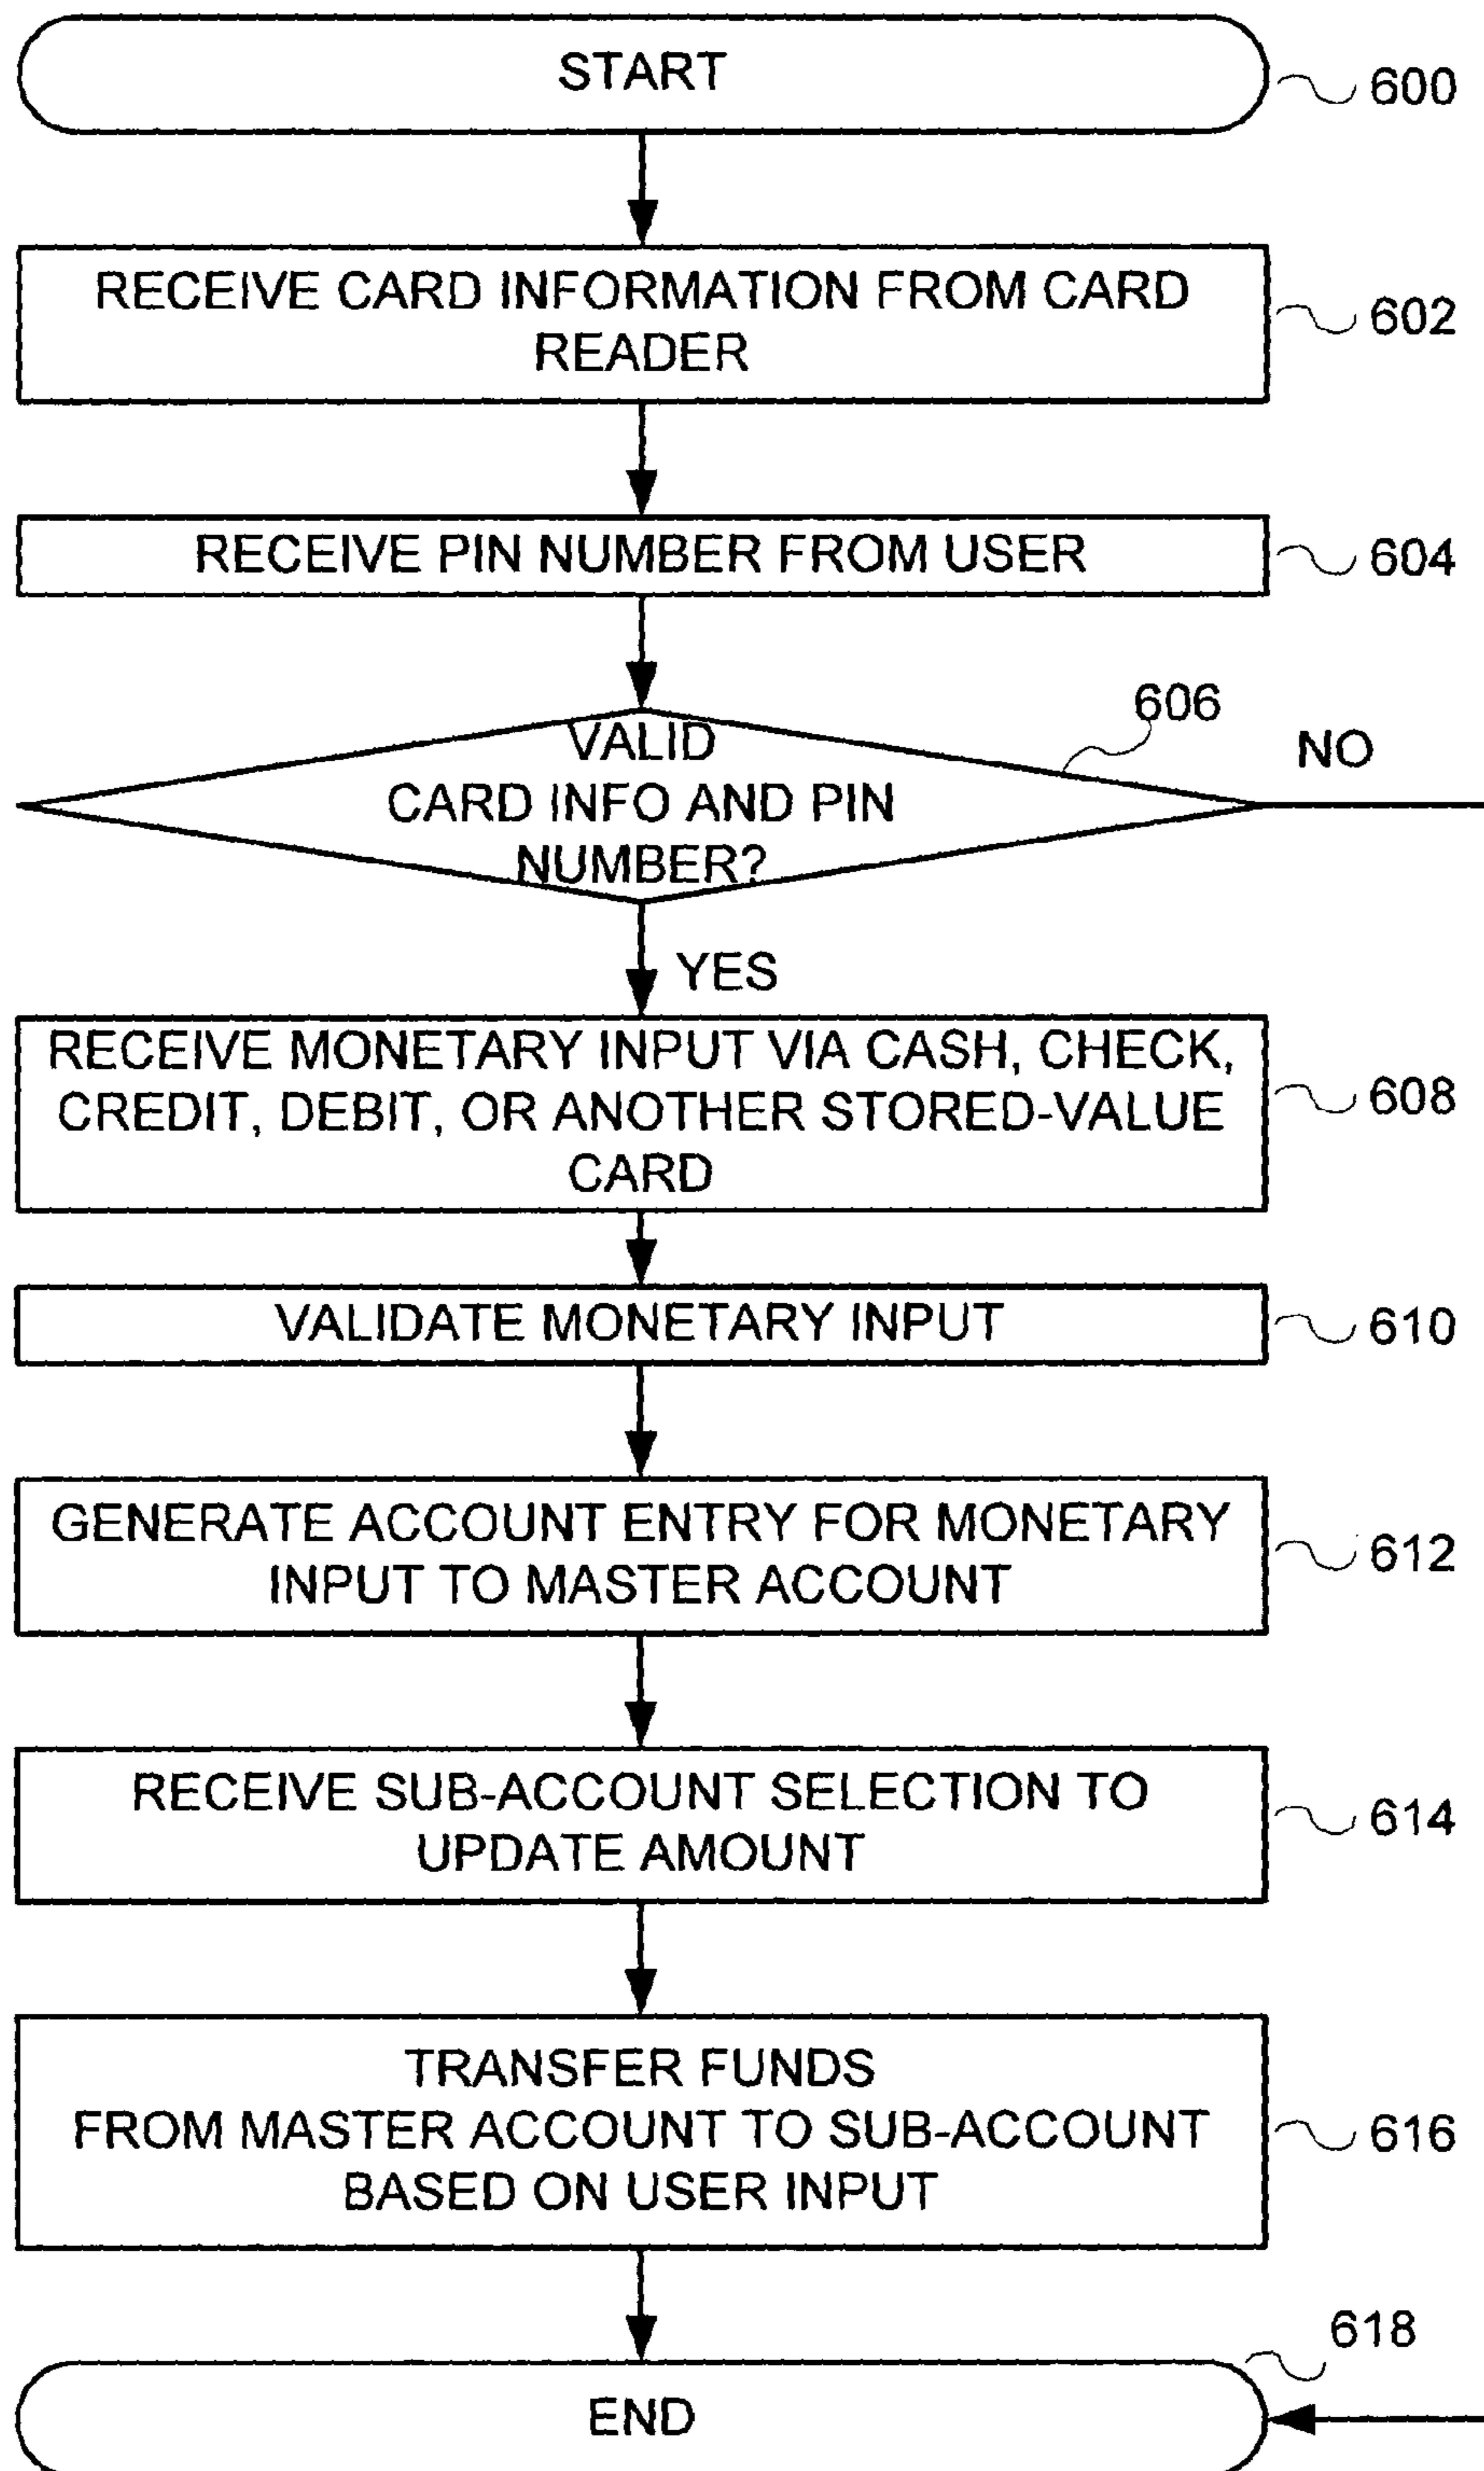 START
600
RECEIVE CARD INFORMATION FROM CARD
READER
602
RECEIVE PIN NUMBER FROM USER
604
606
NO
VALID
CARD INFO AND PIN
NUMBER?
YES
RECEIVE MONETARY INPUT VIA CASH, CHECK,
CREDIT, DEBIT, OR ANOTHER STORED-VALUE
CARD
608
VALIDATE MONETARY INPUT
610
GENERATE ACCOUNT ENTRY FOR MONETARY
INPUT TO MASTER ACCOUNT
612
RECEIVE SUB-ACCOUNT SELECTION TO
UPDATE AMOUNT
614
TRANSFER FUNDS
FROM MASTER ACCOUNT TO SUB-ACCOUNT
BASED ON USER INPUT
616
618
END